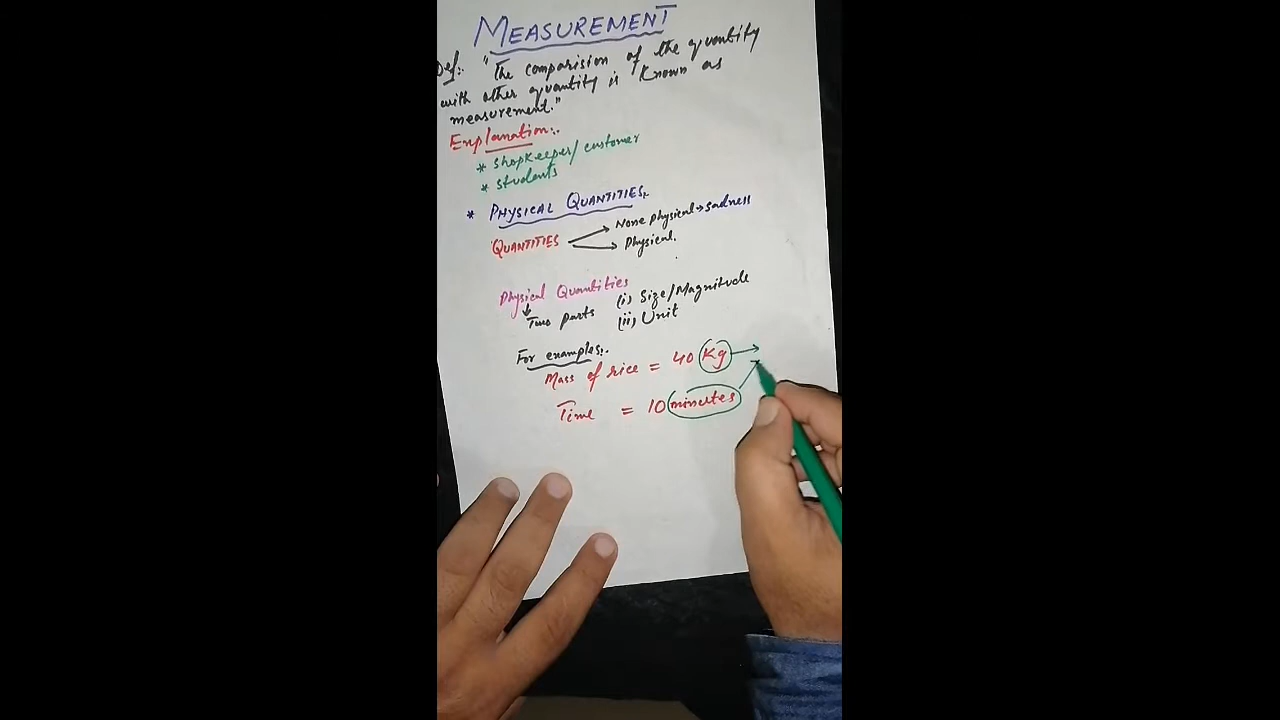 MEASUREMENT
Def:- "The comparision of the quantity
with other quantity is known as
measurement."
Explanation:-
* Shopkeeper/customer
* Students
* PHYSICAL QUANTITIES:-
QUANTITIES → None physical → sadness
→ Physical.
Physical Quantities
↓ Two parts (i) Size/Magnitude
(ii) Unit
For examples:-
Mass of rice = 40 Kg →
Time = 10 minutes →